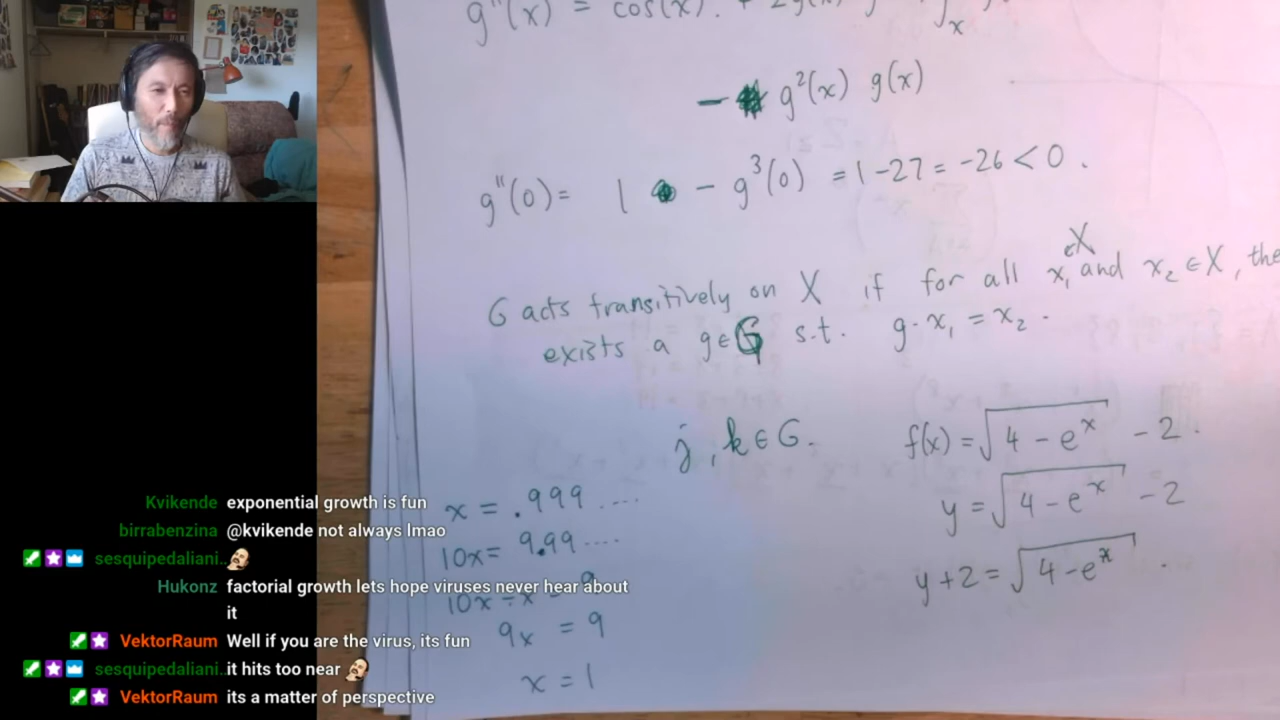 g''(x) = cos(x).
- g²(x) g(x)
g''(0) = 1 - g³(0) = 1-27 = -26 < 0.
G acts transitively on X if for all x₁ ∈X and x₂ ∈ X, the
exists a g∈G s.t. g·x₁ = x₂.
j, k ∈ G.
f(x) = √(4 - eˣ) - 2.
y = √(4 - eˣ) - 2
y + 2 = √(4 - eˣ) .
x = .999....
10x = 9.99....
10x - x = 9
9x = 9
x = 1
Kvikende exponential growth is fun
birrabenzina @kvikende not always lmao
sesquipedaliani..
Hukonz factorial growth lets hope viruses never hear about
it
VektorRaum Well if you are the virus, its fun
sesquipedaliani.. it hits too near
VektorRaum its a matter of perspective